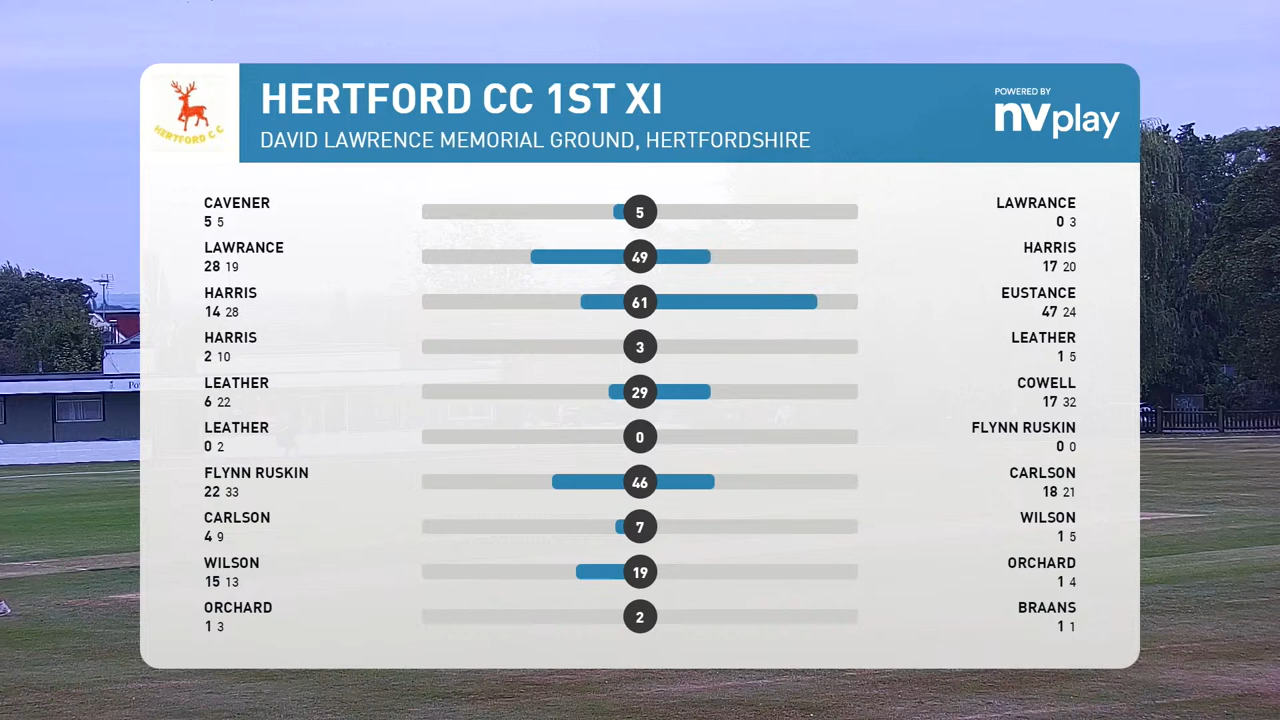 HERTFORD CC 1ST XI
DAVID LAWRENCE MEMORIAL GROUND, HERTFORDSHIRE
POWERED BY
nvplay
HERTFORD C C
CAVENER
5 5
5
LAWRANCE
0 3
LAWRANCE
28 19
49
HARRIS
17 20
HARRIS
14 28
61
EUSTANCE
47 24
HARRIS
2 10
3
LEATHER
1 5
LEATHER
6 22
29
COWELL
17 32
LEATHER
0 2
0
FLYNN RUSKIN
0 0
FLYNN RUSKIN
22 33
46
CARLSON
18 21
CARLSON
4 9
7
WILSON
1 5
WILSON
15 13
19
ORCHARD
1 4
ORCHARD
1 3
2
BRAANS
1 1